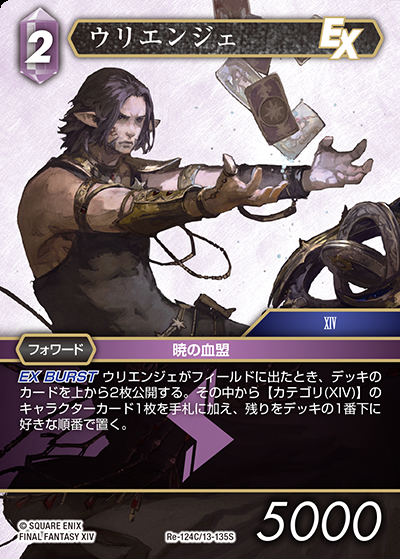 2
ウリエンジェ
EX
XIV
フォワード
暁の血盟
EX BURST ウリエンジェがフィールドに出たとき、デッキの
カードを上から2枚公開する。その中から【カテゴリ(XIV)】の
キャラクターカード1枚を手札に加え、残りをデッキの1番下に
好きな順番で置く。
© SQUARE ENIX
FINAL FANTASY XIV
Re-124C/13-135S
5000